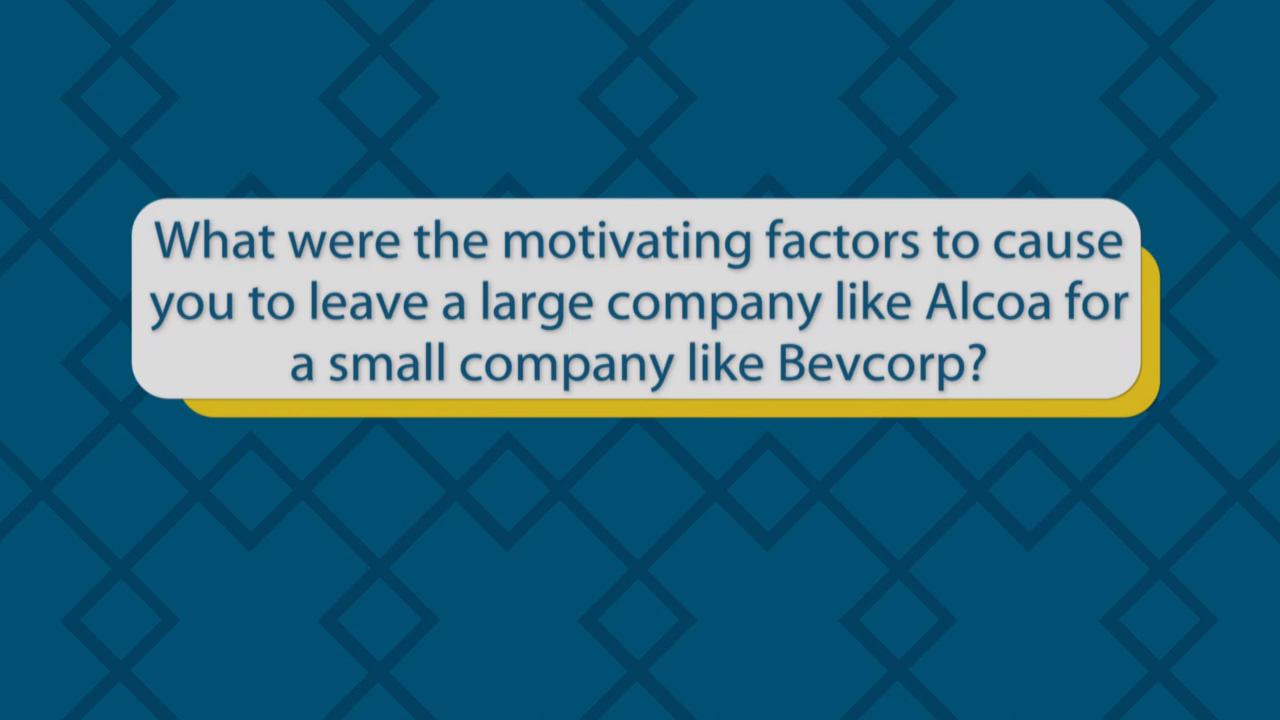 What were the motivating factors to cause
you to leave a large company like Alcoa for
a small company like Bevcorp?